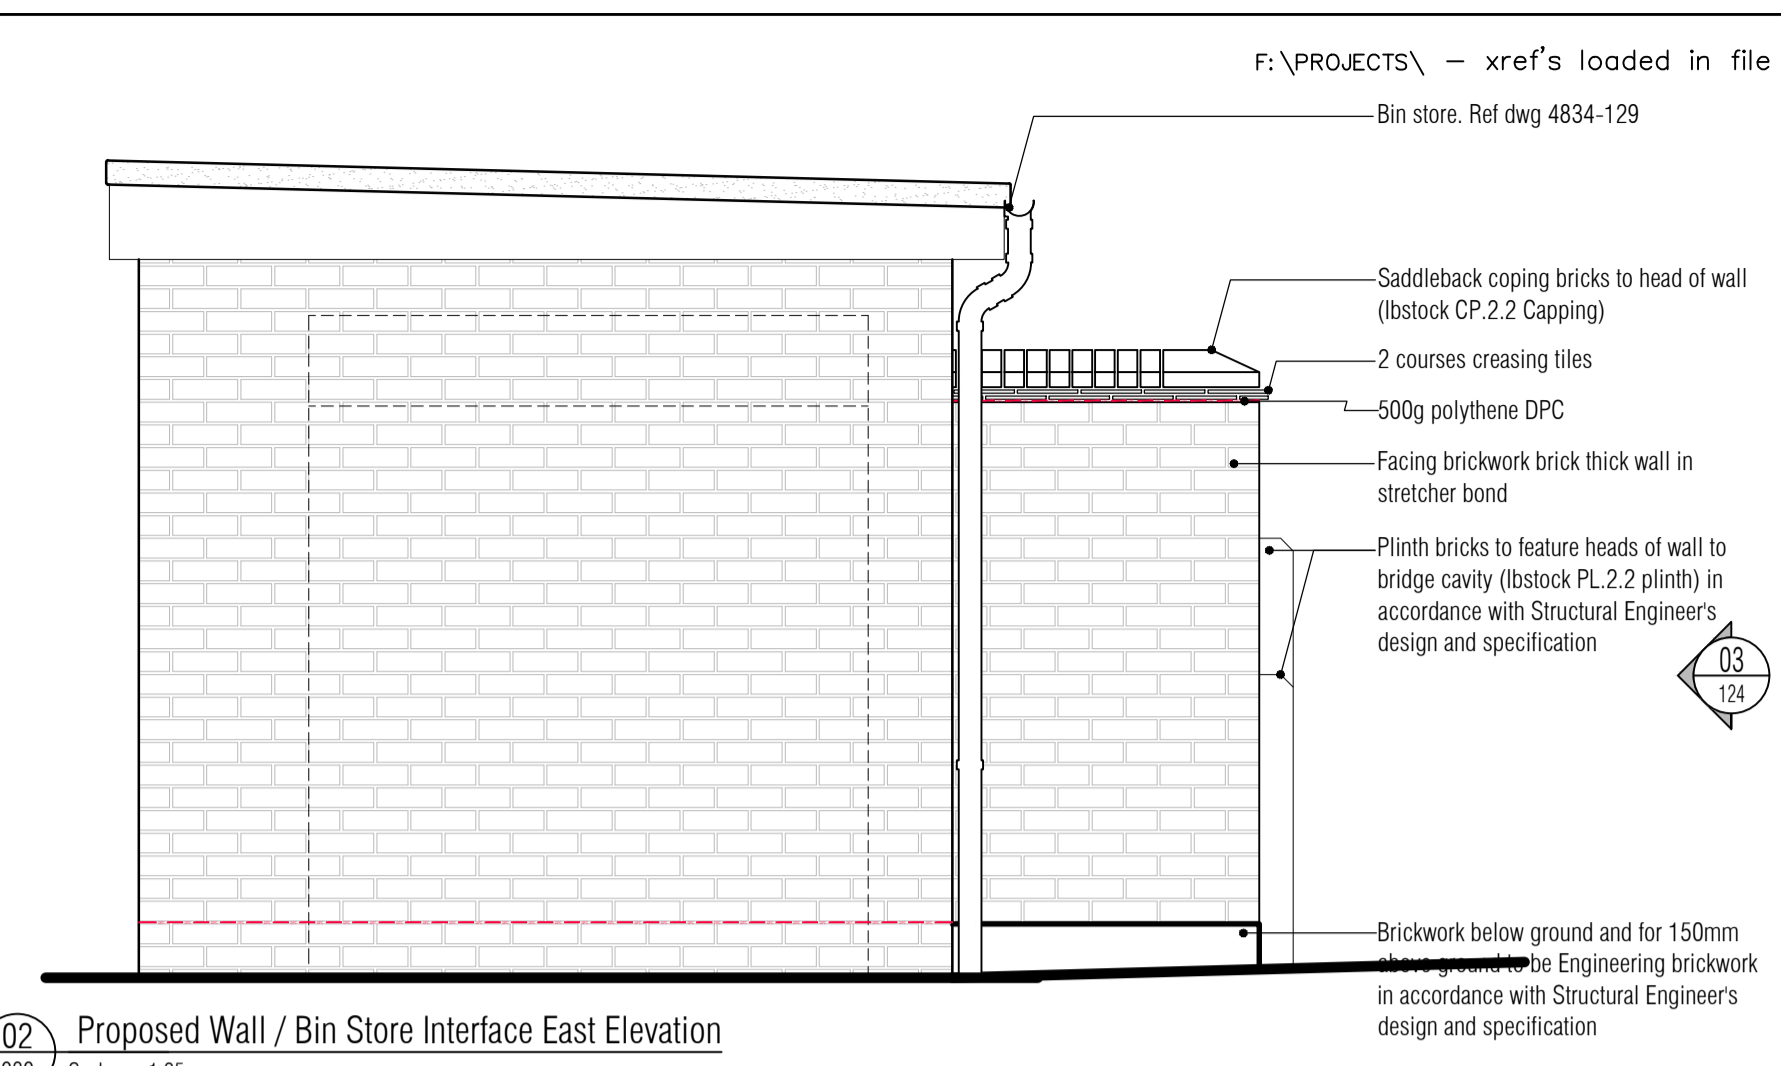 F:\PROJECTS\ – xref's loaded in file
Bin store. Ref dwg 4834-129
Saddleback coping bricks to head of wall
(Ibstock CP.2.2 Capping)
2 courses creasing tiles
500g polythene DPC
Facing brickwork brick thick wall in
stretcher bond
Plinth bricks to feature heads of wall to
bridge cavity (Ibstock PL.2.2 plinth) in
accordance with Structural Engineer's
design and specification
03
124
Brickwork below ground and for 150mm
above ground to be Engineering brickwork
in accordance with Structural Engineer's
design and specification
02
Proposed Wall / Bin Store Interface East Elevation